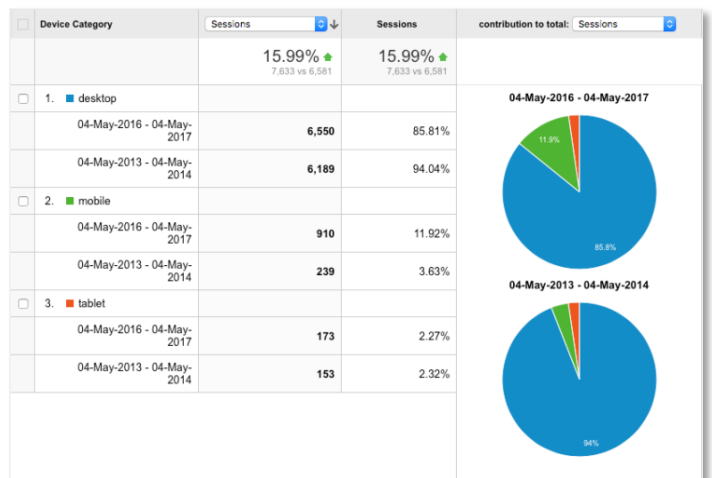 Device Category Sessions Sessions contribution to total: Sessions
15.99% 15.99%
7,633 vs 6,581 7,633 vs 6,581
1. desktop
04-May-2016 - 04-May-
2017 6,550 85.81%
04-May-2013 - 04-May-
2014 6,189 94.04%
2. mobile
04-May-2016 - 04-May-
2017 910 11.92%
04-May-2013 - 04-May-
2014 239 3.63%
3. tablet
04-May-2016 - 04-May-
2017 173 2.27%
04-May-2013 - 04-May-
2014 153 2.32%
04-May-2016 - 04-May-2017
11.9%
85.8%
04-May-2013 - 04-May-2014
94%